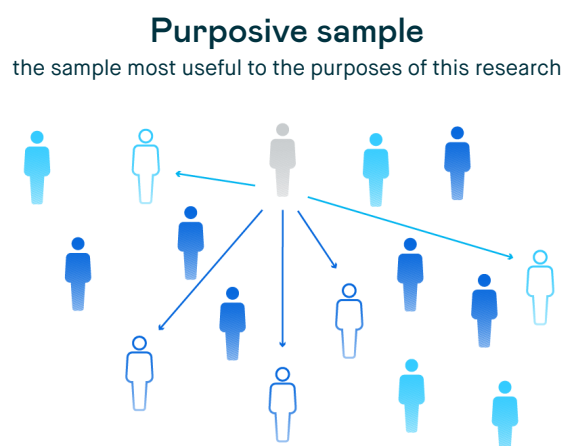 Purposive sample
the sample most useful to the purposes of this research